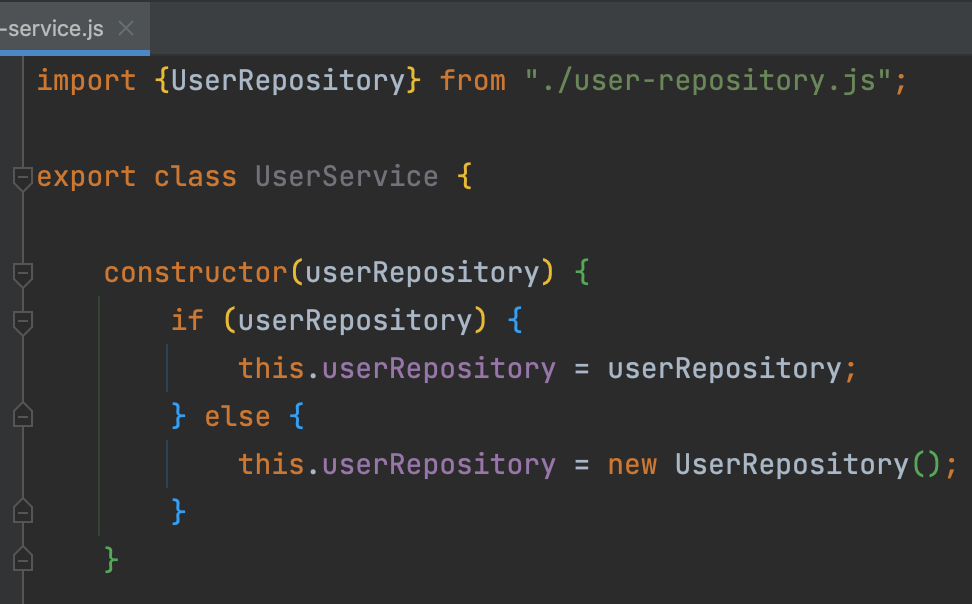 -service.js
import {UserRepository} from "./user-repository.js";
export class UserService {
constructor(userRepository) {
if (userRepository) {
this.userRepository = userRepository;
} else {
this.userRepository = new UserRepository();
}
}